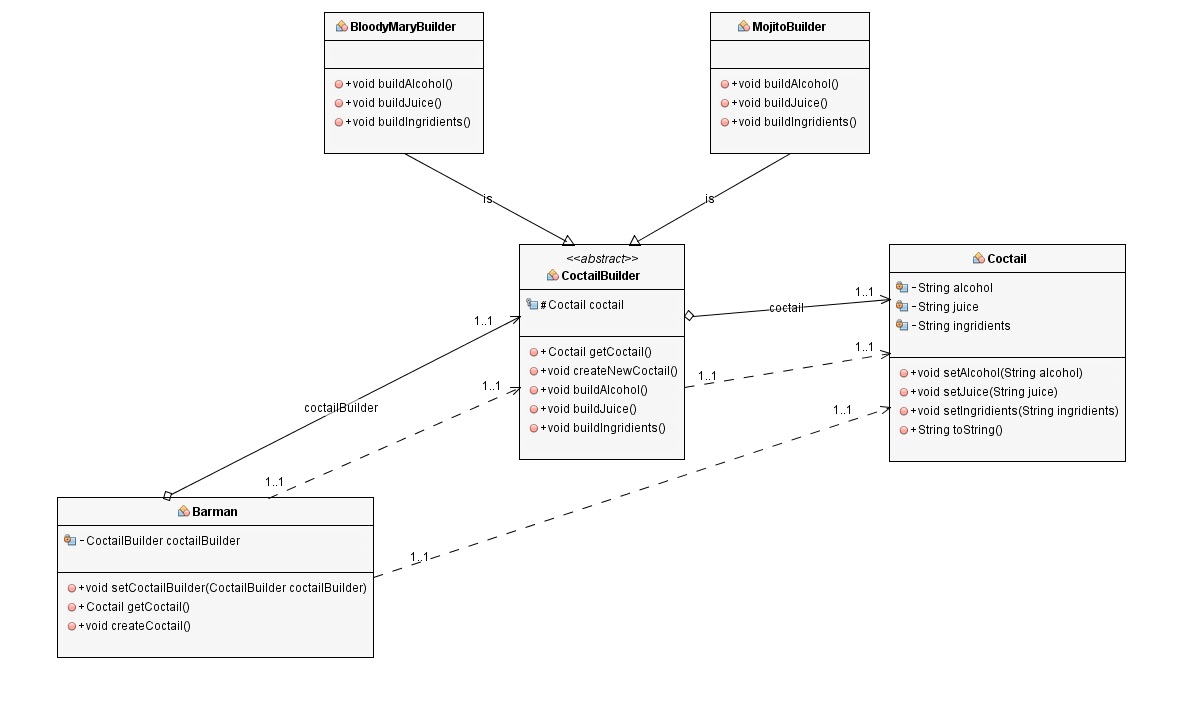 BloodyMaryBuilder
+void buildAlcohol()
+void buildJuice()
+void buildIngridients()
MojitoBuilder
+void buildAlcohol()
+void buildJuice()
+void buildIngridients()
is
is
<<abstract>>
CoctailBuilder
#Coctail coctail
+Coctail getCoctail()
+void createNewCoctail()
+void buildAlcohol()
+void buildJuice()
+void buildIngridients()
Coctail
-String alcohol
-String juice
-String ingridients
+void setAlcohol(String alcohol)
+void setJuice(String juice)
+void setIngridients(String ingridients)
+String toString()
1..1
coctail
1..1
1..1
1..1
1..1
1..1
coctailBuilder
1..1
1..1
Barman
-CoctailBuilder coctailBuilder
+void setCoctailBuilder(CoctailBuilder coctailBuilder)
+Coctail getCoctail()
+void createCoctail()